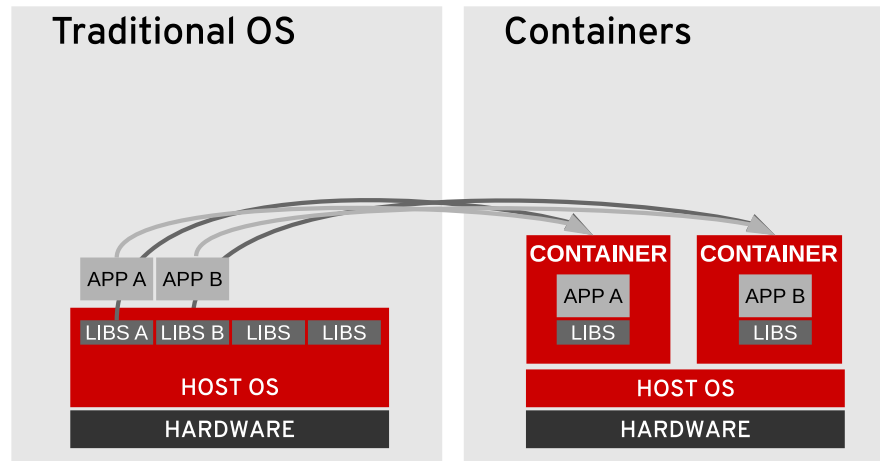 Traditional OS
APP A
APP B
LIBS A
LIBS B
LIBS
LIBS
HOST OS
HARDWARE
Containers
CONTAINER
APP A
LIBS
CONTAINER
APP B
LIBS
HOST OS
HARDWARE